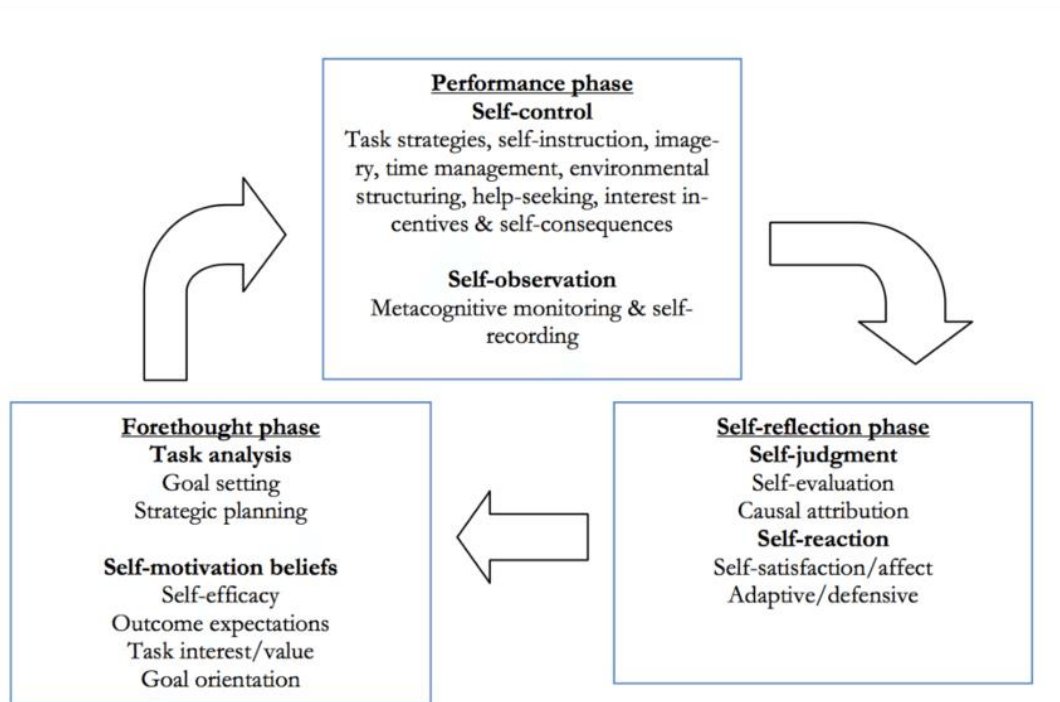 Performance phase
Self-control
Task strategies, self-instruction, image-
ry, time management, environmental
structuring, help-seeking, interest in-
centives & self-consequences
Self-observation
Metacognitive monitoring & self-
recording
Forethought phase
Task analysis
Goal setting
Strategic planning
Self-motivation beliefs
Self-efficacy
Outcome expectations
Task interest/value
Goal orientation
Self-reflection phase
Self-judgment
Self-evaluation
Causal attribution
Self-reaction
Self-satisfaction/affect
Adaptive/defensive